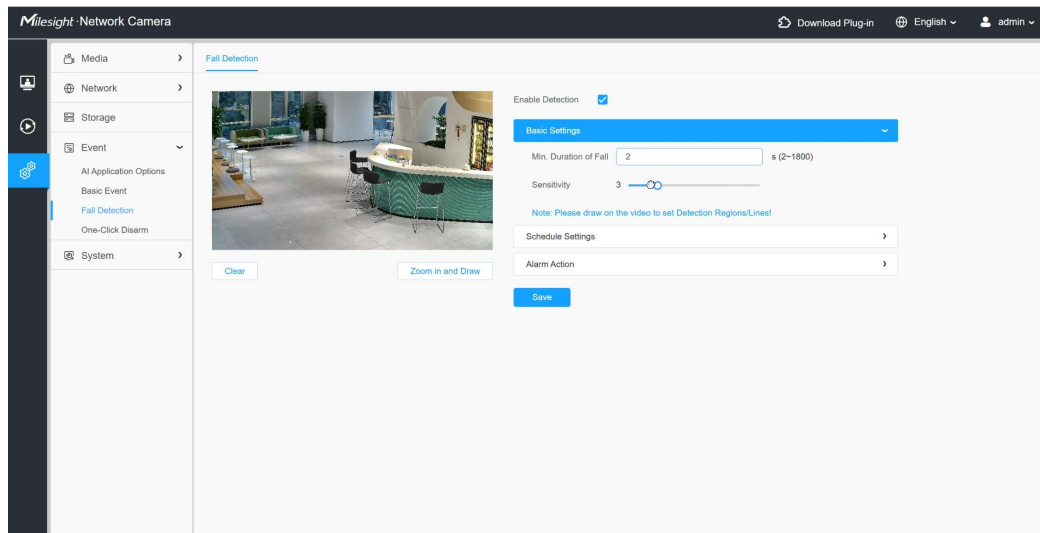 Milesight · Network Camera
Download Plug-in
English
admin
Media
Network
Storage
Event
AI Application Options
Basic Event
Fall Detection
One-Click Disarm
System
Fall Detection
Clear
Zoom in and Draw
Enable Detection
Basic Settings
Min. Duration of Fall 2 s (2~1800)
Sensitivity 3
Note: Please draw on the video to set Detection Regions/Lines!
Schedule Settings
Alarm Action
Save